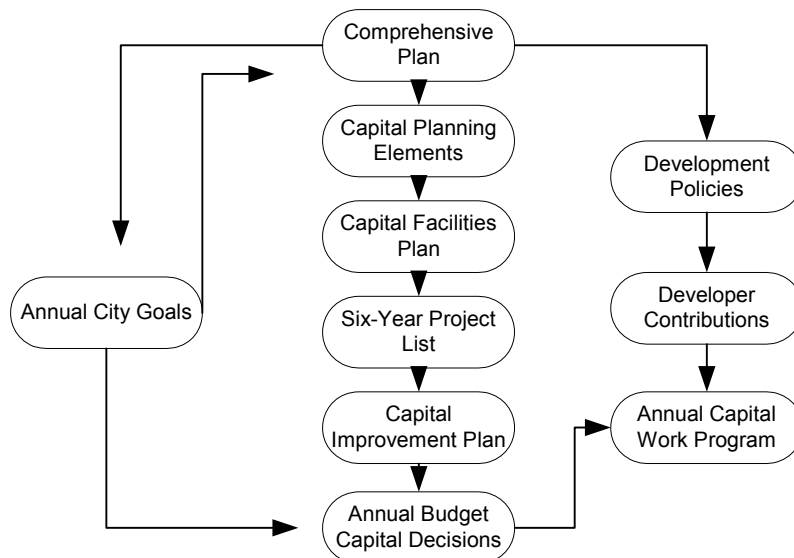 Comprehensive
Plan
Capital Planning
Elements
Development
Policies
Capital Facilities
Plan
Annual City Goals
Developer
Contributions
Six-Year Project
List
Capital
Improvement Plan
Annual Capital
Work Program
Annual Budget
Capital Decisions